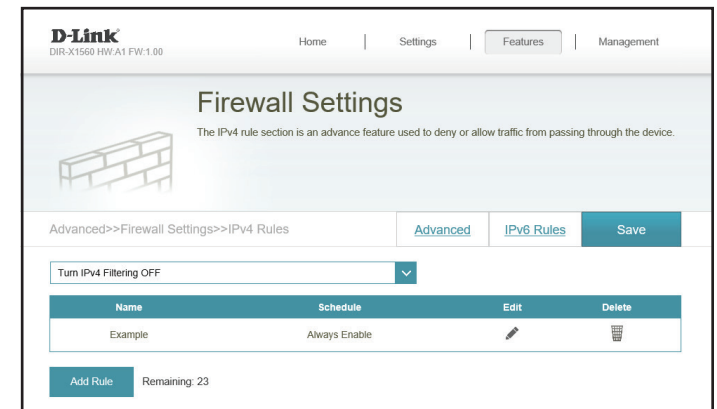 D-Link
DIR-X1560 HW:A1 FW:1.00
Home | Settings | Features | Management
Firewall Settings
The IPv4 rule section is an advance feature used to deny or allow traffic from passing through the device.
Advanced>>Firewall Settings>>IPv4 Rules Advanced IPv6 Rules Save
Turn IPv4 Filtering OFF
Name Schedule Edit Delete
Example Always Enable
Add Rule Remaining: 23